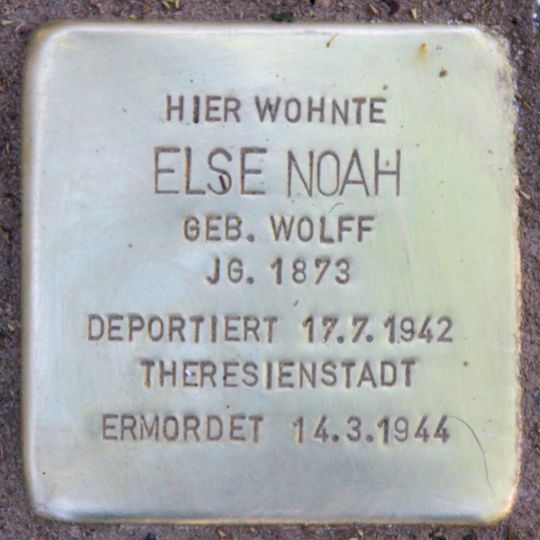 HIER WOHNTE
ELSE NOAH
GEB. WOLFF
JG. 1873
DEPORTIERT 17.7.1942
THERESIENSTADT
ERMORDET 14.3.1944